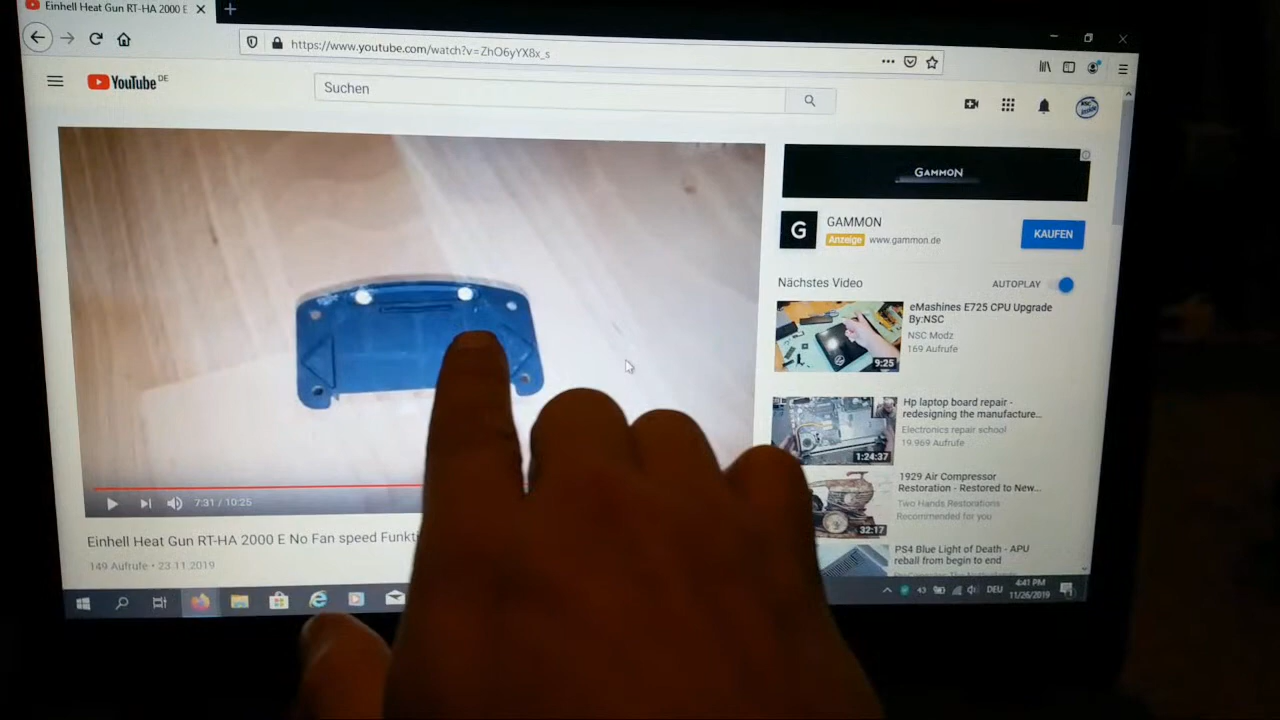 Einhell Heat Gun RT-HA 2000 E
https://www.youtube.com/watch?v=ZhO6yYX8x_s
YouTube DE
Suchen
GAMMON
G
GAMMON
Anzeige www.gammon.de
KAUFEN
Nächstes Video
AUTOPLAY
eMashines E725 CPU Upgrade
By:NSC
NSC Modz
169 Aufrufe
9:25
Hp laptop board repair -
redesigning the manufacture...
Electronics repair school
19.969 Aufrufe
1:24:37
1929 Air Compressor
Restoration - Restored to New...
Two Hands Restorations
Recommended for you
32:17
PS4 Blue Light of Death - APU
reball from begin to end
7:31 / 10:25
Einhell Heat Gun RT-HA 2000 E No Fan speed Funkti
149 Aufrufe • 23.11.2019
DEU
4:41 PM
11/26/2019